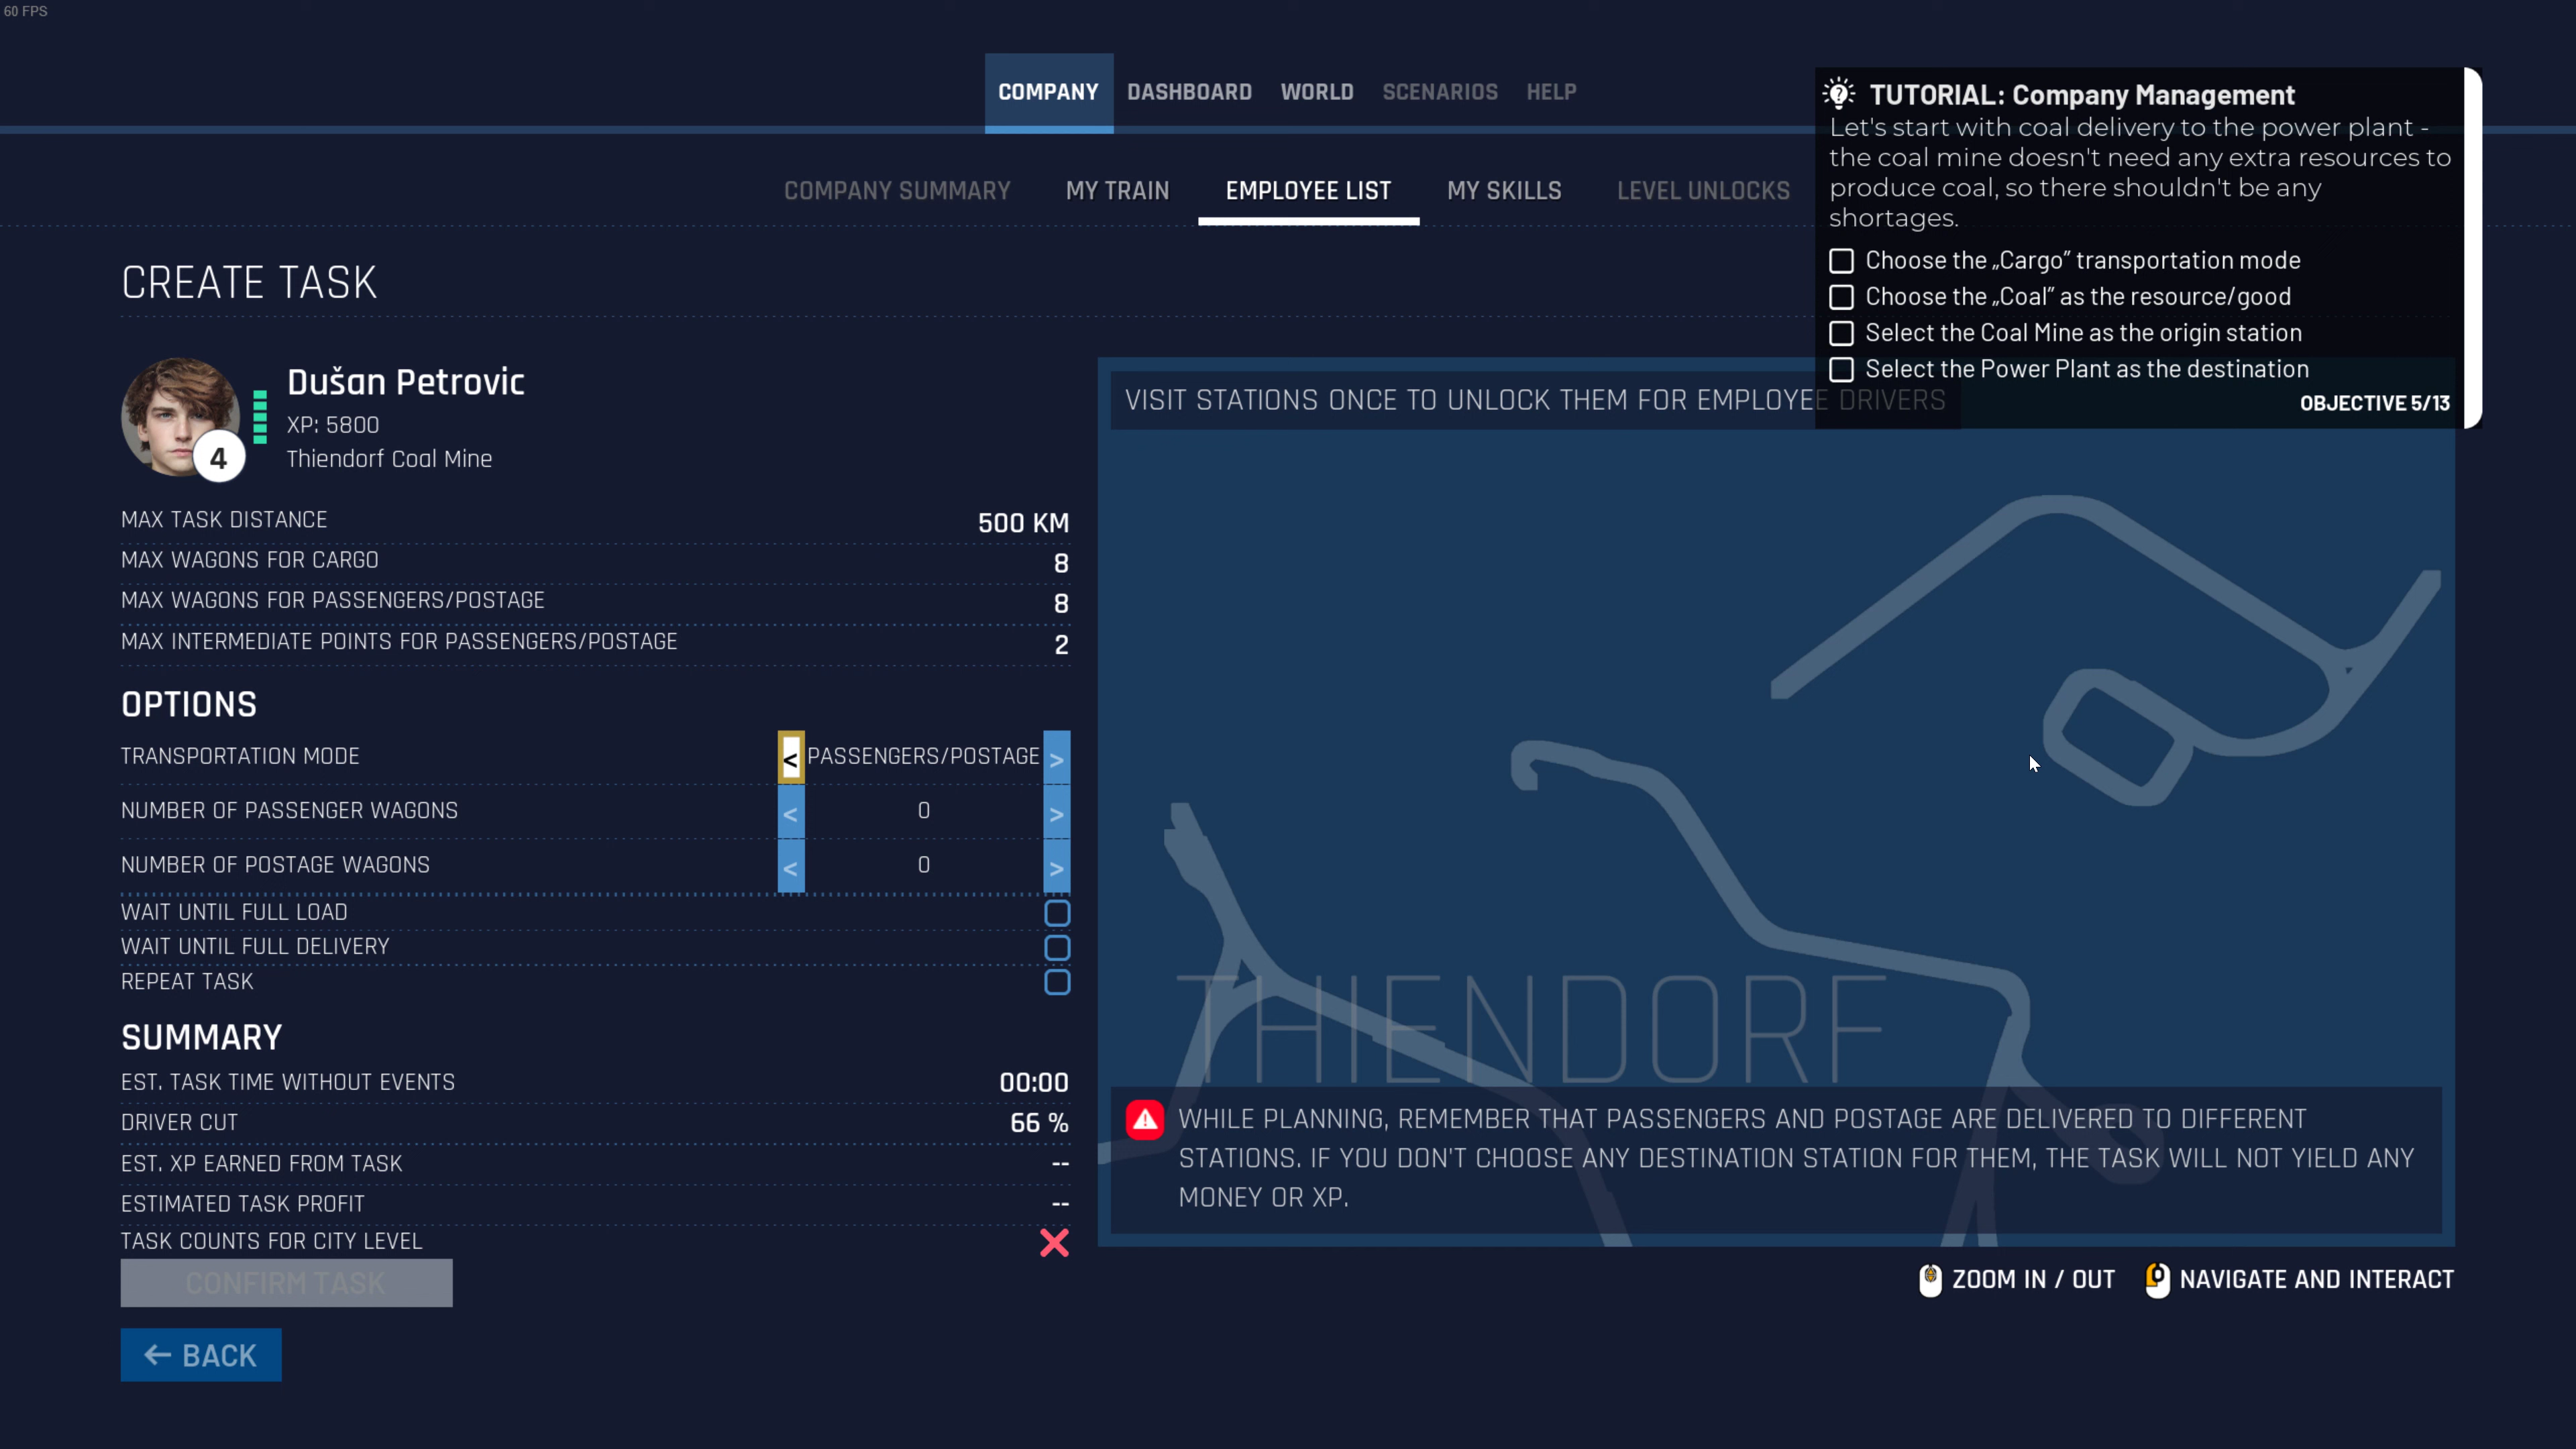 60 FPS
COMPANY
DASHBOARD
WORLD
SCENARIOS
HELP
COMPANY SUMMARY
MY TRAIN
EMPLOYEE LIST
MY SKILLS
LEVEL UNLOCKS
TUTORIAL: Company Management
Let's start with coal delivery to the power plant -
the coal mine doesn't need any extra resources to
produce coal, so there shouldn't be any
shortages.
Choose the „Cargo” transportation mode
Choose the „Coal” as the resource/good
Select the Coal Mine as the origin station
Select the Power Plant as the destination
OBJECTIVE 5/13
CREATE TASK
Dušan Petrovic
XP: 5800
4
Thiendorf Coal Mine
MAX TASK DISTANCE 500 KM
MAX WAGONS FOR CARGO 8
MAX WAGONS FOR PASSENGERS/POSTAGE 8
MAX INTERMEDIATE POINTS FOR PASSENGERS/POSTAGE 2
OPTIONS
TRANSPORTATION MODE < PASSENGERS/POSTAGE >
NUMBER OF PASSENGER WAGONS < 0 >
NUMBER OF POSTAGE WAGONS < 0 >
WAIT UNTIL FULL LOAD
WAIT UNTIL FULL DELIVERY
REPEAT TASK
SUMMARY
EST. TASK TIME WITHOUT EVENTS 00:00
DRIVER CUT 66 %
EST. XP EARNED FROM TASK --
ESTIMATED TASK PROFIT --
TASK COUNTS FOR CITY LEVEL
CONFIRM TASK
← BACK
VISIT STATIONS ONCE TO UNLOCK THEM FOR EMPLOYEE DRIVERS
THIENDORF
WHILE PLANNING, REMEMBER THAT PASSENGERS AND POSTAGE ARE DELIVERED TO DIFFERENT
STATIONS. IF YOU DON'T CHOOSE ANY DESTINATION STATION FOR THEM, THE TASK WILL NOT YIELD ANY
MONEY OR XP.
ZOOM IN / OUT
NAVIGATE AND INTERACT